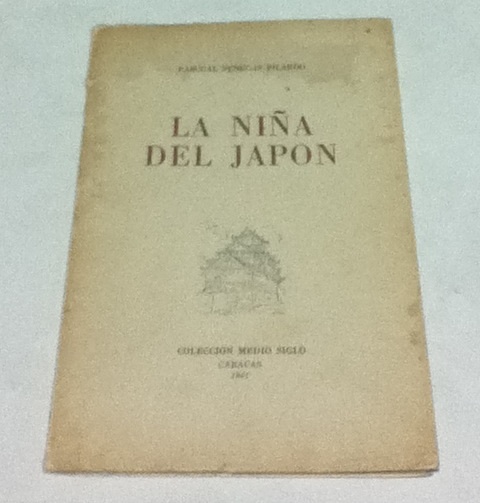 PASCUAL VENEGAS FILARDO
LA NIÑA
DEL JAPON
COLECCION MEDIO SIGLO
CARACAS